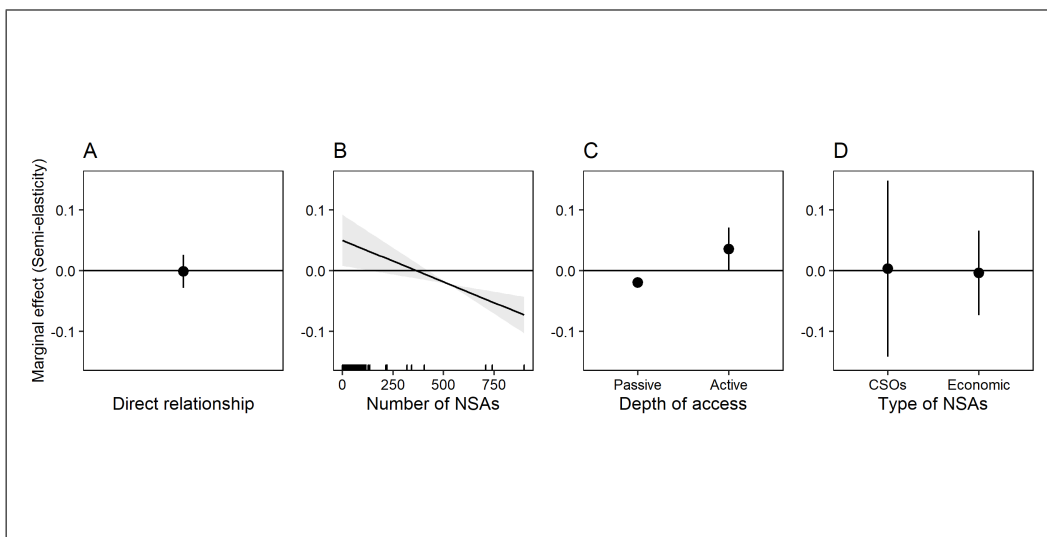 A
B
C
D
Marginal effect (Semi-elasticity)
0.1
0.0
-0.1
Direct relationship
0.1
0.0
-0.1
0
250
500
750
Number of NSAs
0.1
0.0
-0.1
Passive
Active
Depth of access
0.1
0.0
-0.1
CSOs
Economic
Type of NSAs